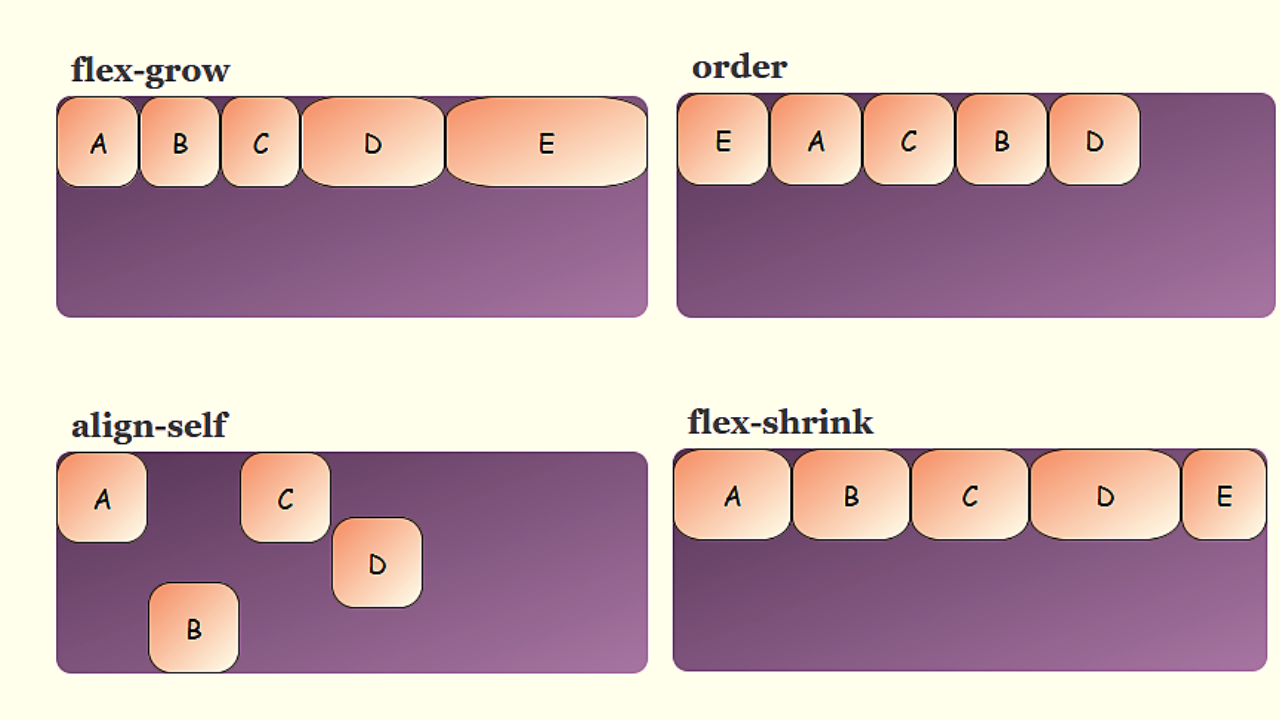 flex-grow
A B C D E
order
E A C B D
align-self
A C
D
B
flex-shrink
A B C D E